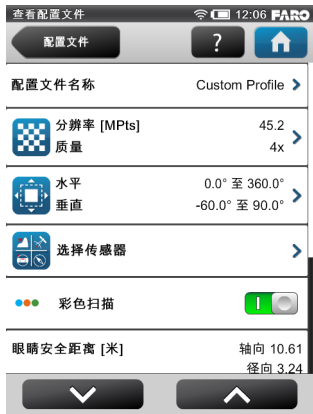 查看配置文件 12:06 FARO
配置文件 ?
配置文件名称 Custom Profile
分辨率 [MPts] 45.2
质量 4x
水平 0.0° 至 360.0°
垂直 -60.0° 至 90.0°
选择传感器
彩色扫描
眼睛安全距离 [米] 轴向 10.61
径向 3.24